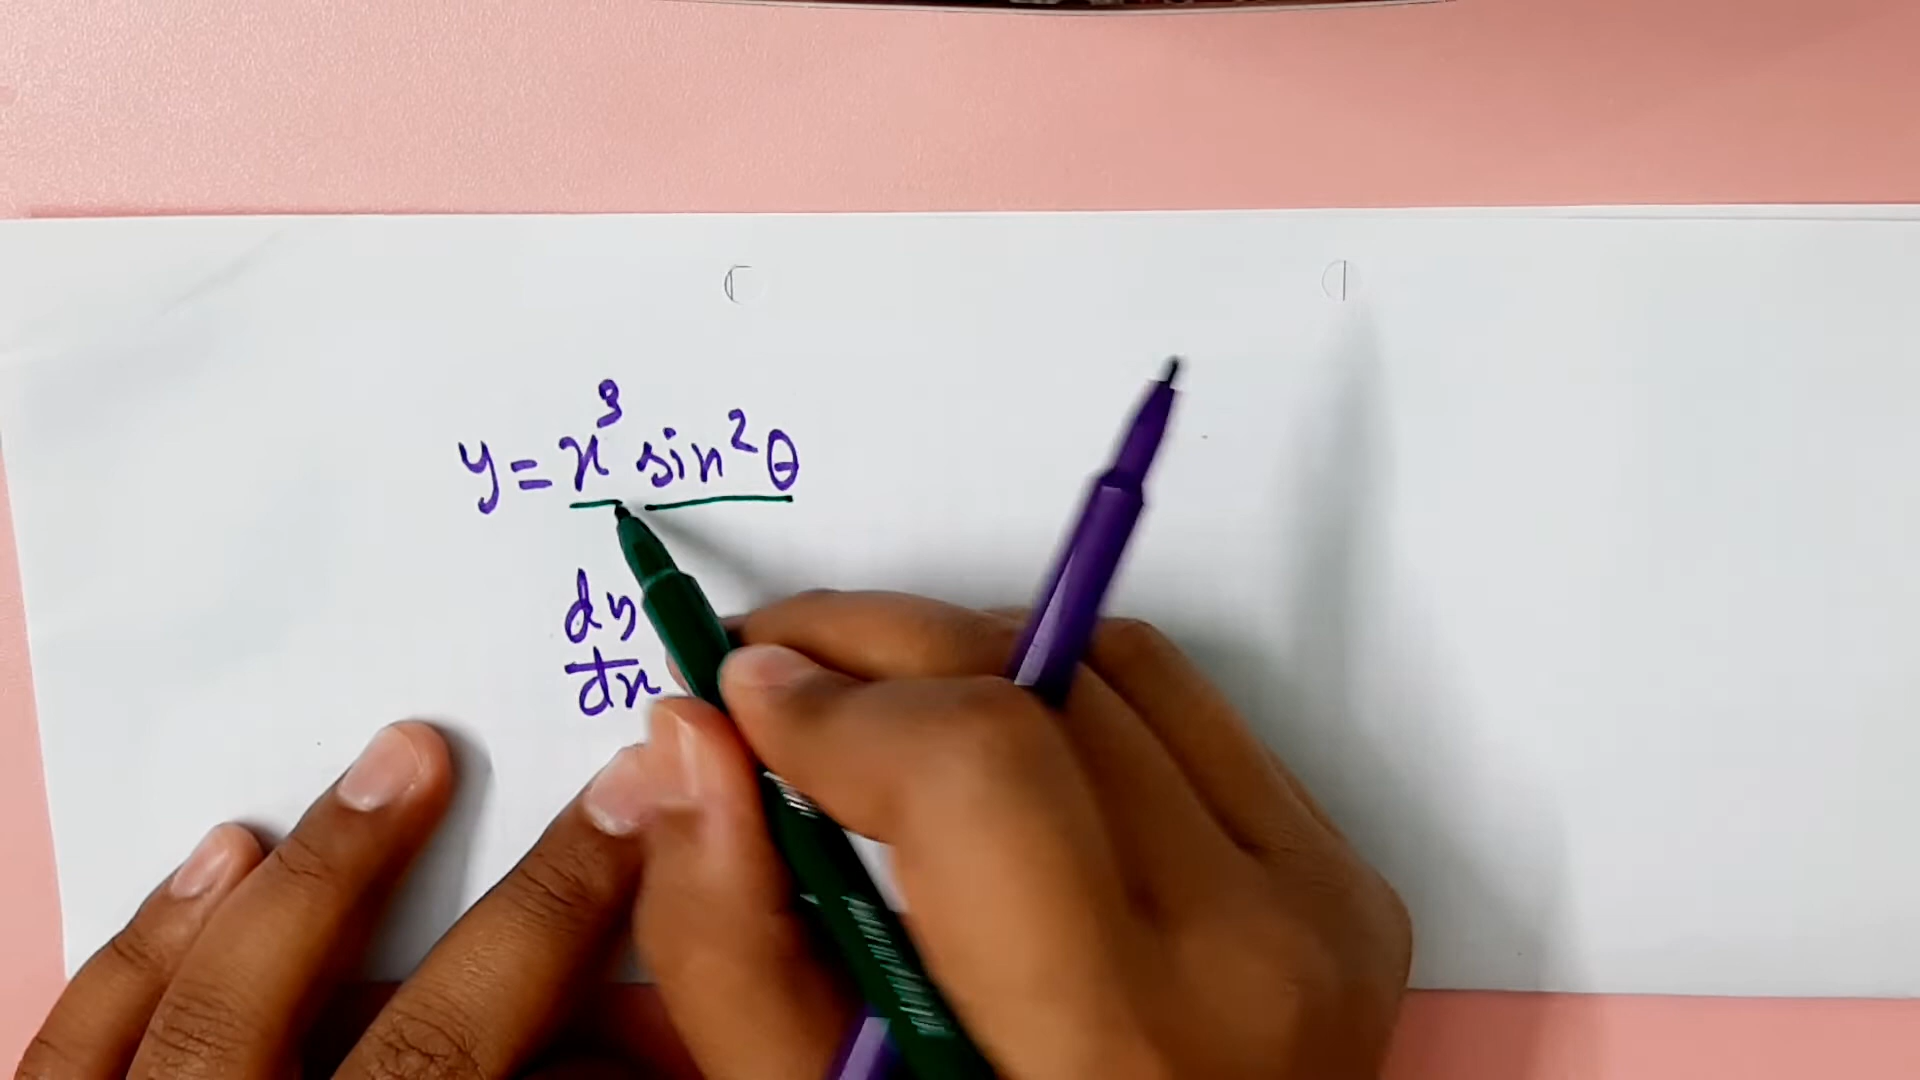 y = x³ sin²θ
dy
dx